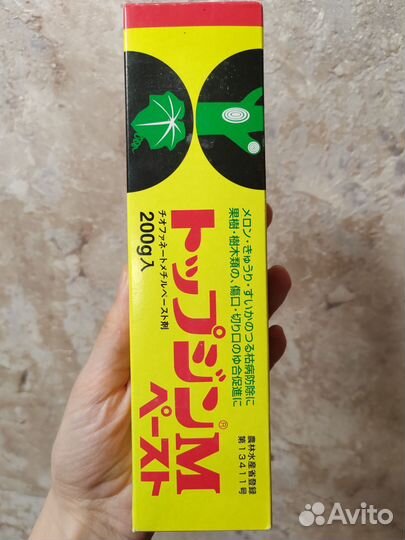 メロン・きゅうり・すいかのつる枯病防除に
果樹・樹木類の、傷口・切り口のゆ合促進に
トップジンM®
ペースト
チオファネートメチルペースト剤
200g入
農林水産省登録
第13411号
Avito